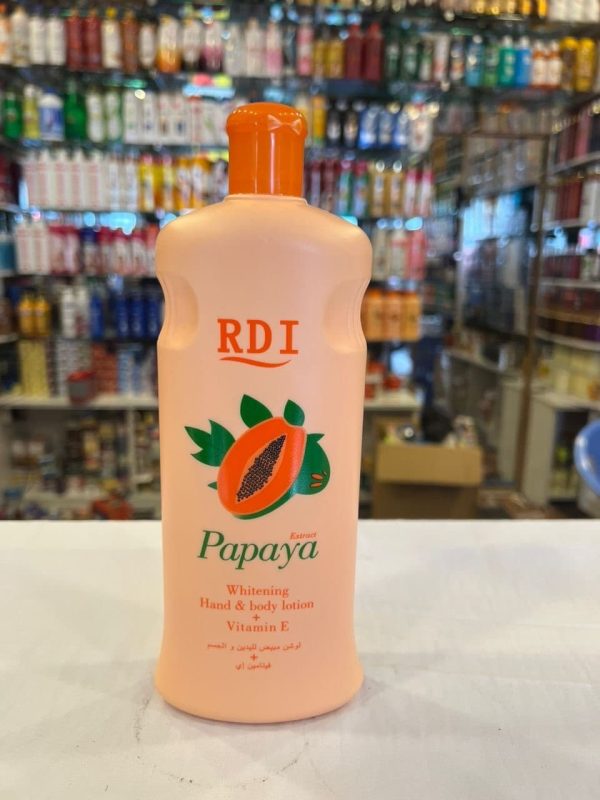 RDI
Extract
Papaya
Whitening
Hand & body lotion
+
Vitamin E
لوشن مبيض لليدين و الجسم
+
فيتامين إي